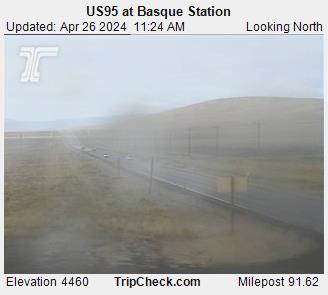 US95 at Basque Station
Updated: Apr 26 2024 11:24 AM Looking North
Elevation 4460 TripCheck.com Milepost 91.62